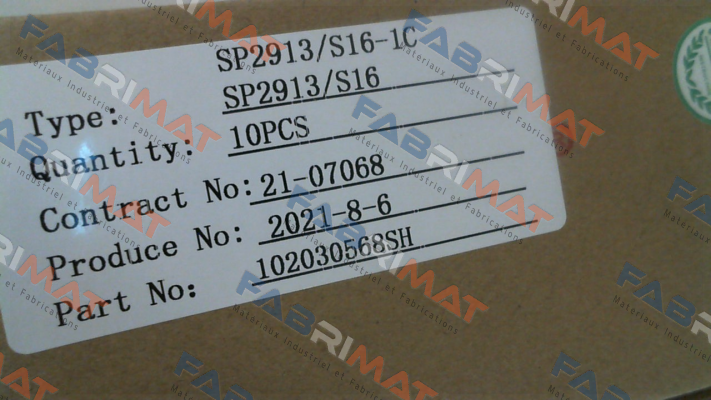 SP2913/S16-1C
Type: SP2913/S16
Quantity: 10PCS
Contract No: 21-07068
Produce No: 2021-8-6
Part No: 102030568SH
FABRIMAT
Materiaux Industriel et Fabrications